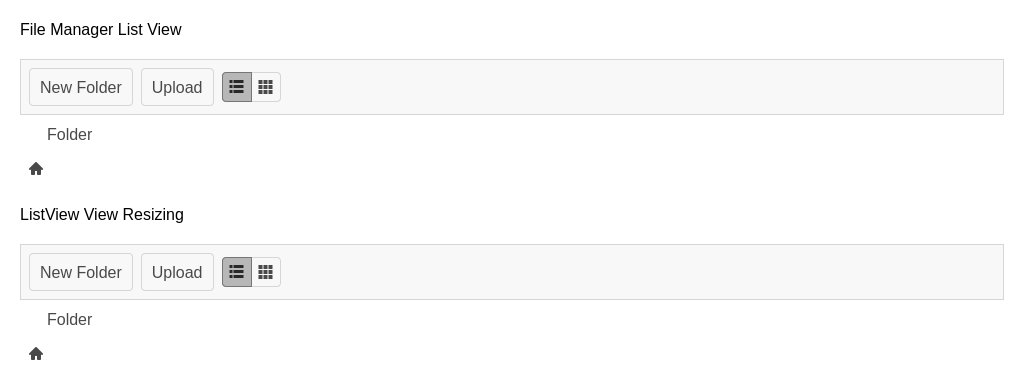 File Manager List View
New Folder Upload
Folder
ListView View Resizing
New Folder Upload
Folder